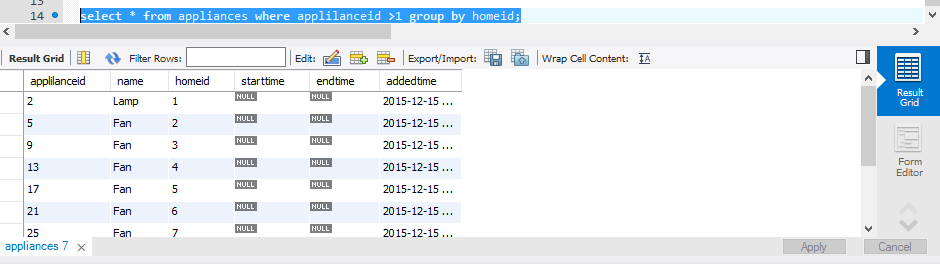 13
14 select * from appliances where applilanceid >1 group by homeid;
Result Grid Filter Rows: Edit: Export/Import: Wrap Cell Content:
applilanceid name homeid starttime endtime addedtime
2 Lamp 1 NULL NULL 2015-12-15 ...
5 Fan 2 NULL NULL 2015-12-15 ...
9 Fan 3 NULL NULL 2015-12-15 ...
13 Fan 4 NULL NULL 2015-12-15 ...
17 Fan 5 NULL NULL 2015-12-15 ...
21 Fan 6 NULL NULL 2015-12-15 ...
25 Fan 7 NULL NULL 2015-12-15 ...
Result
Grid
Form
Editor
appliances 7
Apply Cancel